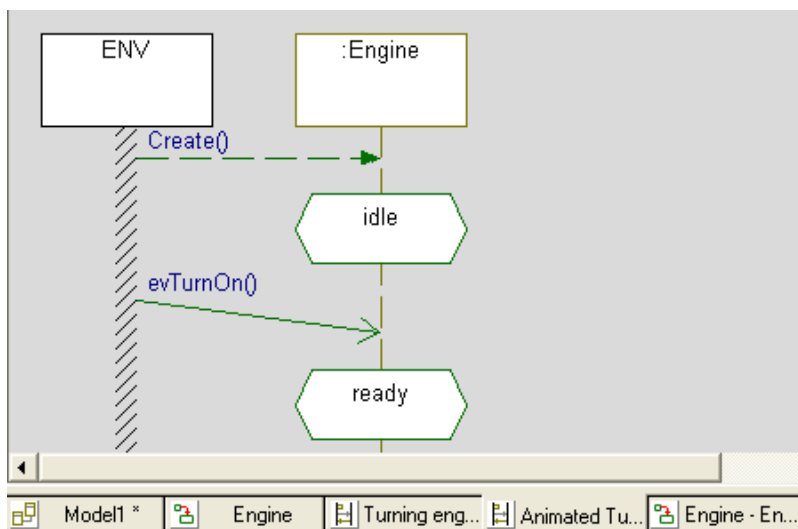 ENV
:Engine
Create()
idle
evTurnOn()
ready
Model1 *
Engine
Turning eng...
Animated Tu...
Engine - En...